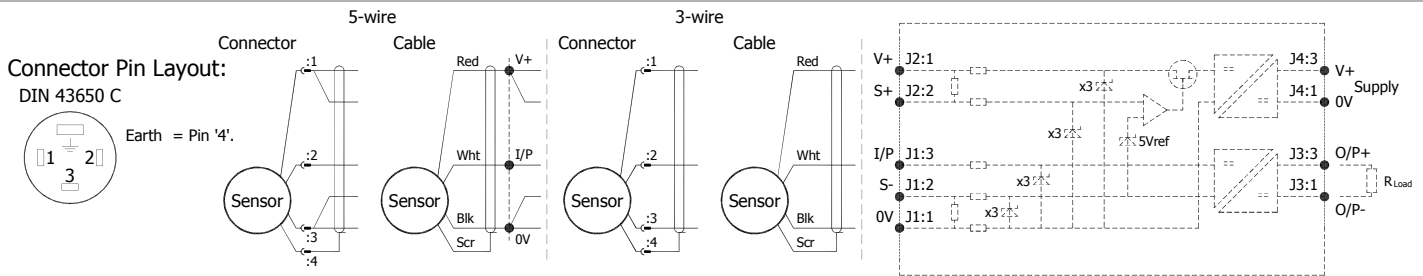 5-wire
3-wire
Connector
Cable
Connector
Cable
Connector Pin Layout:
DIN 43650 C
1
2
3
Earth = Pin '4'.
:1
:2
:3
:4
Sensor
Red
Wht
Blk
Scr
Sensor
V+
I/P
0V
:1
:2
:3
:4
Sensor
Red
Wht
Blk
Scr
Sensor
V+ J2:1
S+ J2:2
I/P J1:3
S- J1:2
0V J1:1
x3
x3
x3
x3
5Vref
=
=
=
=
J4:3 V+
Supply
J4:1 0V
J3:3 O/P+
RLoad
J3:1 O/P-